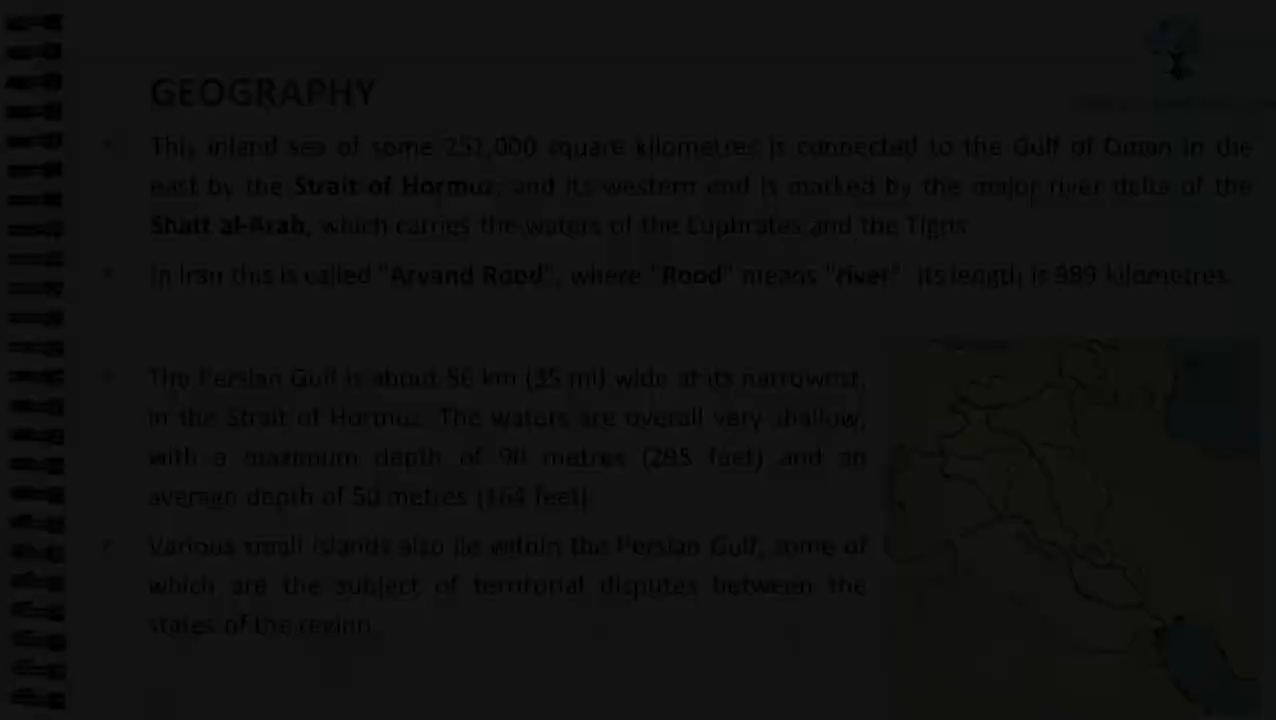 GEOGRAPHY
This inland sea of some 251,000 square kilometres is connected to the Gulf of Oman in the
east by the Strait of Hormuz; and its western end is marked by the major river delta of the
Shatt al-Arab, which carries the waters of the Euphrates and the Tigris.
In Iran this is called "Arvand Rood", where "Rood" means "river". Its length is 989 kilometres.
The Persian Gulf is about 56 km (35 mi) wide at its narrowest,
in the Strait of Hormuz. The waters are overall very shallow,
with a maximum depth of 90 metres (295 feet) and an
average depth of 50 metres (164 feet).
Various small islands also lie within the Persian Gulf, some of
which are the subject of territorial disputes between the
states of the region.